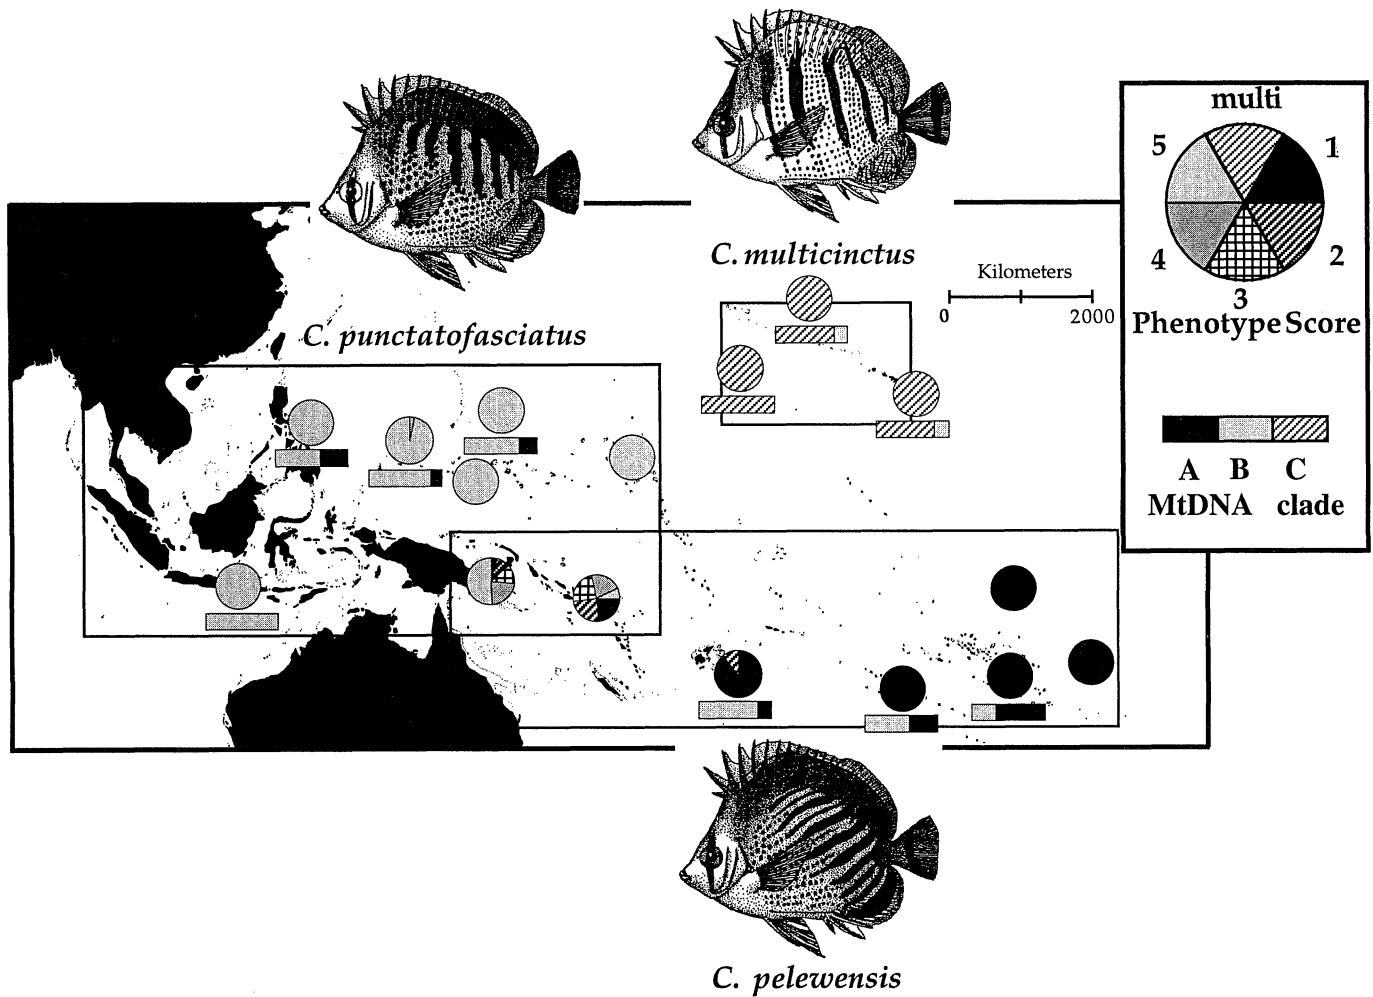 multi
5
1
4
2
3
Phenotype Score
A B C
MtDNA clade
C. multicinctus
Kilometers
0 2000
C. punctatofasciatus
C. pelewensis